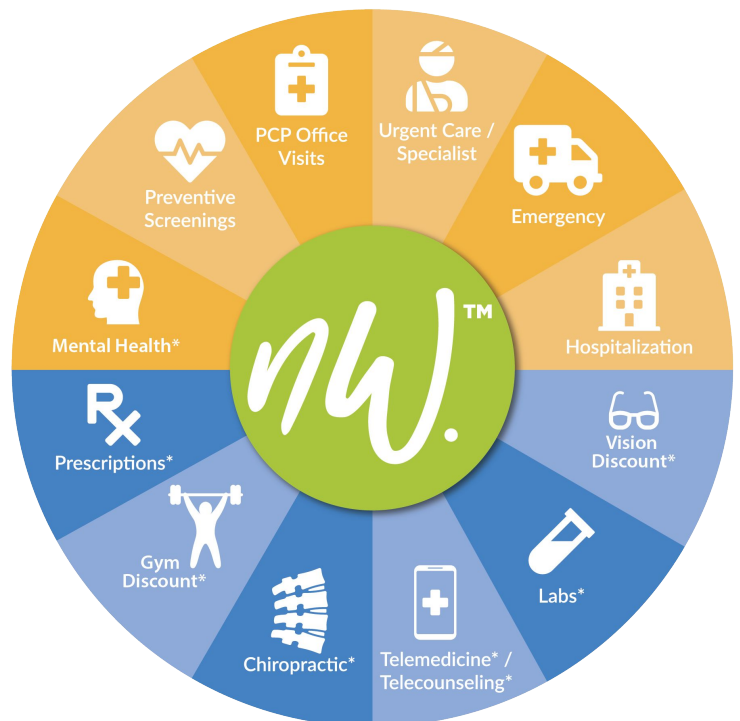 PCP Office
Visits
Urgent Care /
Specialist
Emergency
Hospitalization
Vision
Discount*
Labs*
Telemedicine* /
Telecounseling*
Chiropractic*
Gym
Discount*
Rx
Prescriptions*
Mental Health*
Preventive
Screenings
nW.™